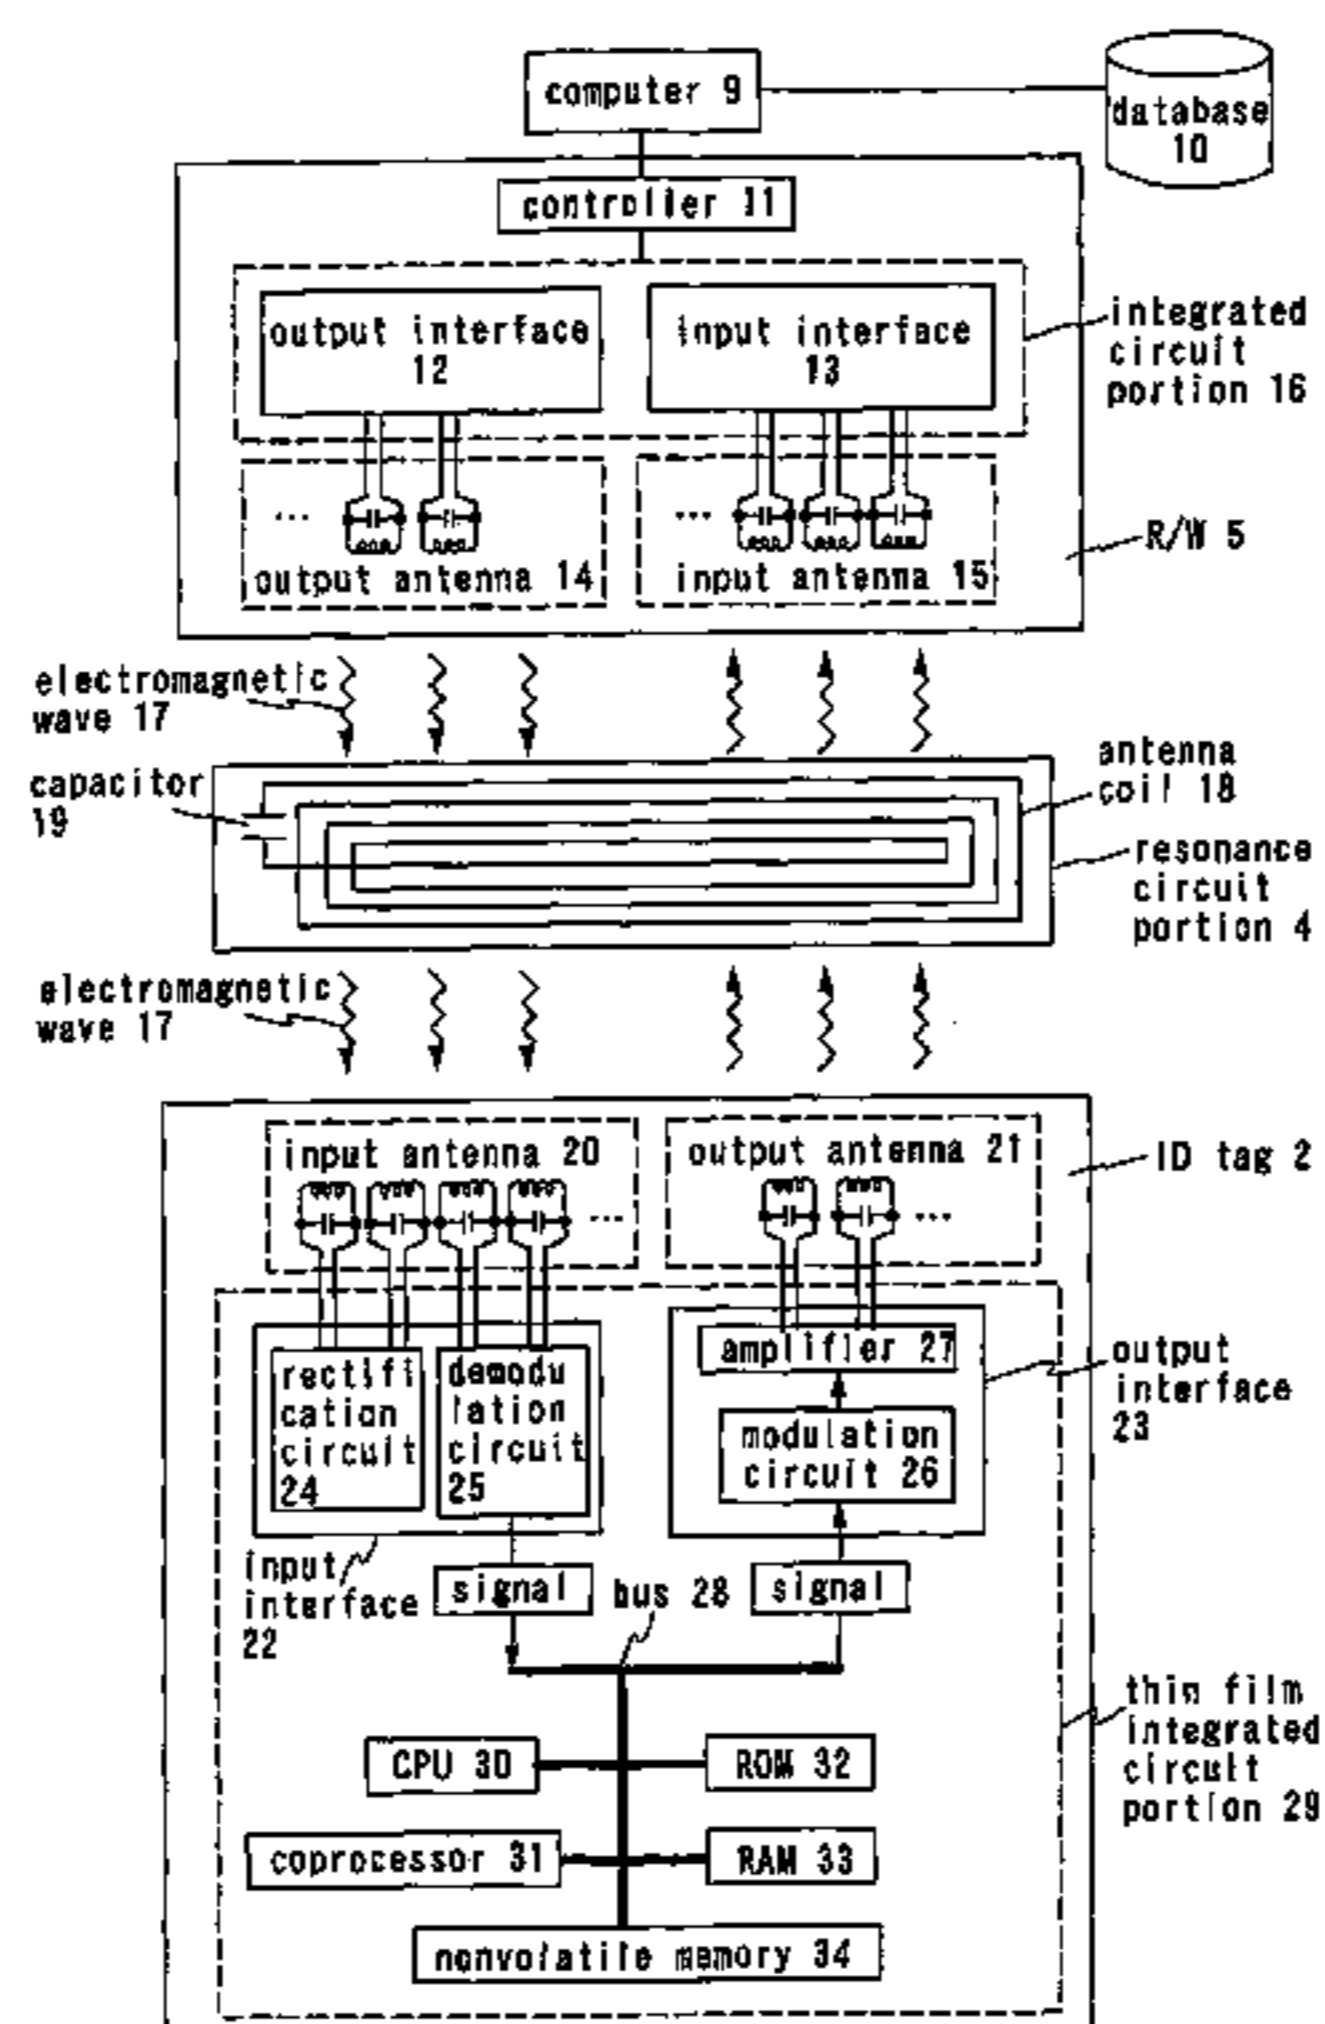 computer 9
database
10
controller 11
output interface
12
input interface
13
integrated
circuit
portion 16
...
...
output antenna 14
input antenna 15
R/W 5
electromagnetic
wave 17
capacitor
19
antenna
coil 18
resonance
circuit
portion 4
electromagnetic
wave 17
input antenna 20
...
output antenna 21
...
ID tag 2
rectifi
cation
circuit
24
demodu
lation
circuit
25
amplifier 27
modulation
circuit 26
output
interface
23
input
interface
22
signal
bus 28
signal
thin film
integrated
circuit
portion 29
CPU 30
ROM 32
coprocessor 31
RAM 33
nonvolatile memory 34